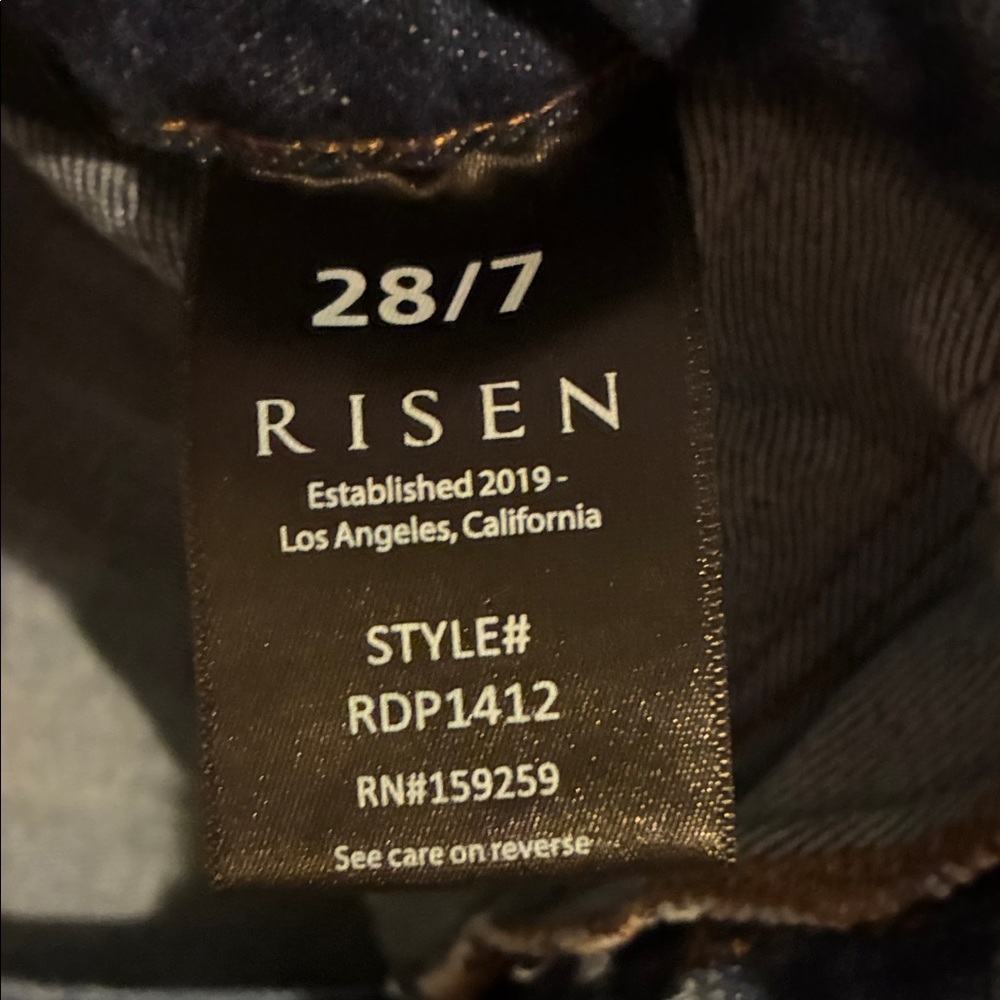 28/7
RISEN
Established 2019 -
Los Angeles, California
STYLE#
RDP1412
RN#159259
See care on reverse